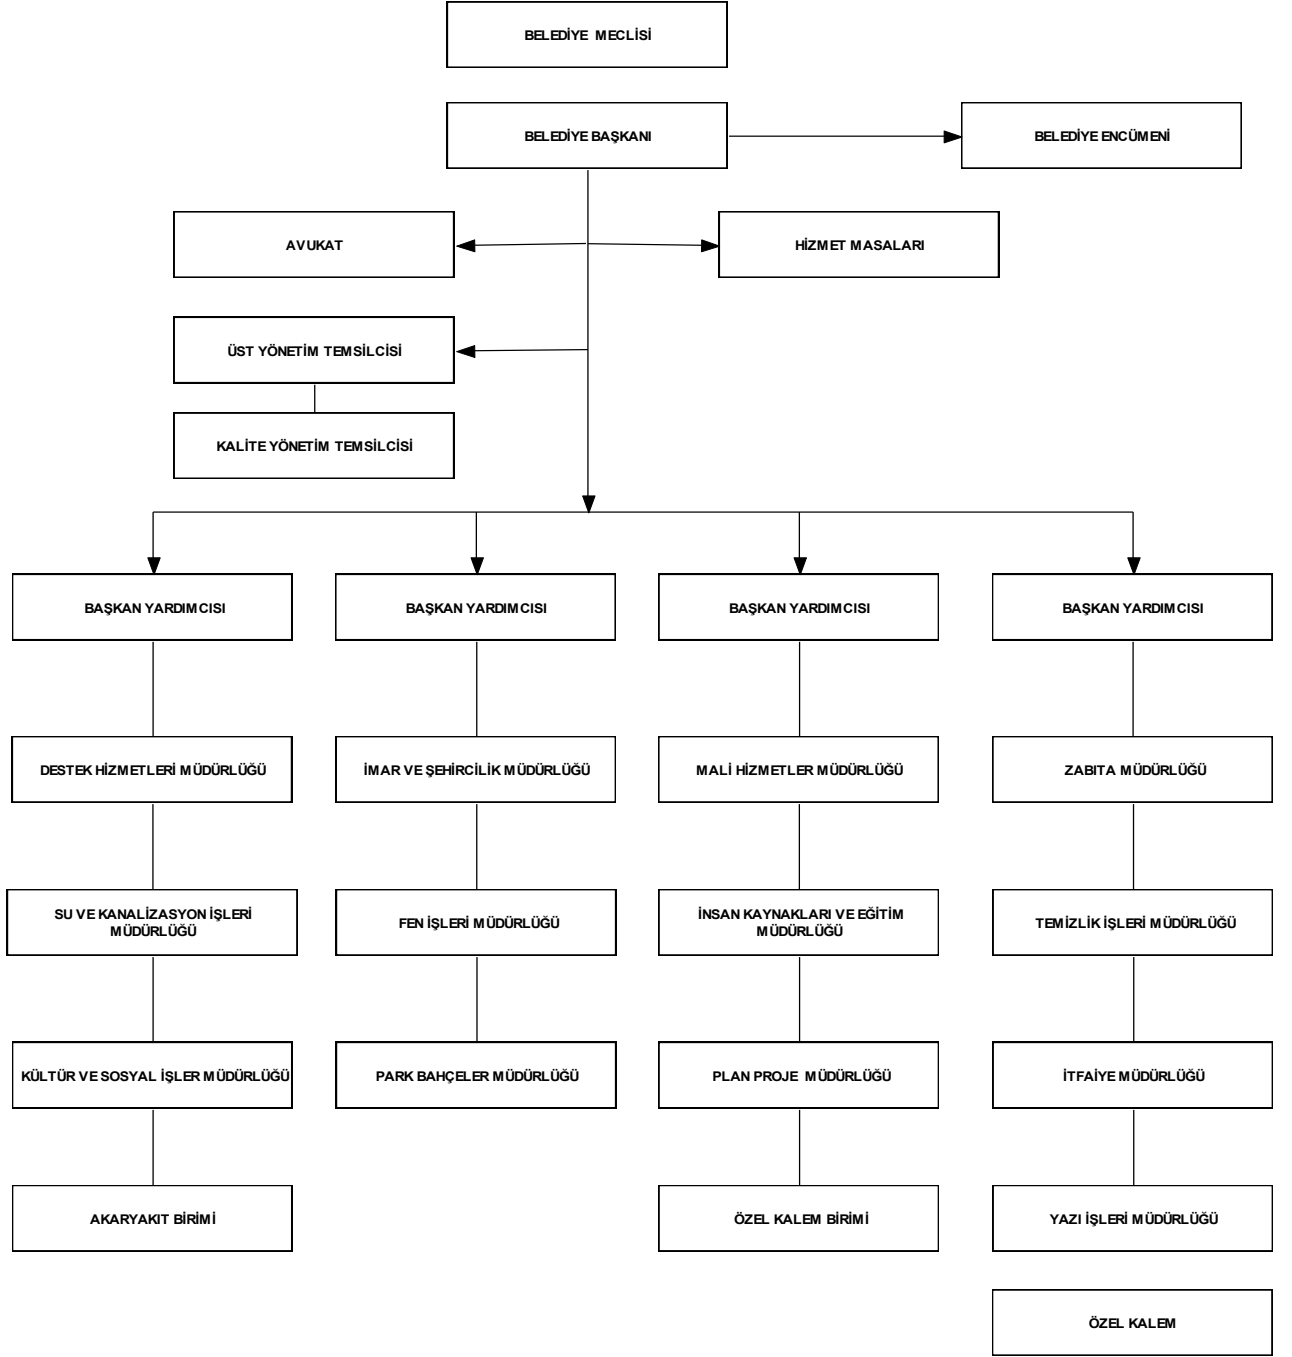 BELEDİYE MECLİSİ
BELEDİYE BAŞKANI
BELEDİYE ENCÜMENİ
AVUKAT
HİZMET MASALARI
ÜST YÖNETİM TEMSİLCİSİ
KALİTE YÖNETİM TEMSİLCİSİ
BAŞKAN YARDIMCISI
BAŞKAN YARDIMCISI
BAŞKAN YARDIMCISI
BAŞKAN YARDIMCISI
DESTEK HİZMETLERİ MÜDÜRLÜĞÜ
İMAR VE ŞEHİRCİLİK MÜDÜRLÜĞÜ
MALİ HİZMETLER MÜDÜRLÜĞÜ
ZABITA MÜDÜRLÜĞÜ
SU VE KANALİZASYON İŞLERİ
MÜDÜRLÜĞÜ
FEN İŞLERİ MÜDÜRLÜĞÜ
İNSAN KAYNAKLARI VE EĞİTİM
MÜDÜRLÜĞÜ
TEMİZLİK İŞLERİ MÜDÜRLÜĞÜ
KÜLTÜR VE SOSYAL İŞLER MÜDÜRLÜĞÜ
PARK BAHÇELER MÜDÜRLÜĞÜ
PLAN PROJE MÜDÜRLÜĞÜ
İTFAİYE MÜDÜRLÜĞÜ
AKARYAKIT BİRİMİ
ÖZEL KALEM BİRİMİ
YAZI İŞLERİ MÜDÜRLÜĞÜ
ÖZEL KALEM